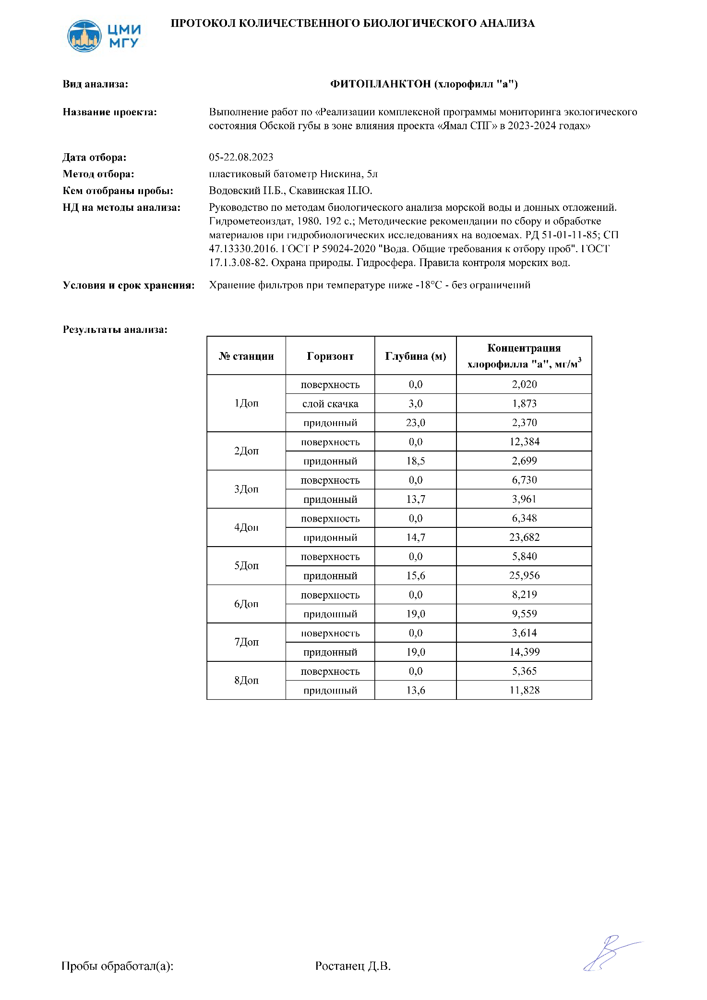 ЦМИ
МГУ
ПРОТОКОЛ КОЛИЧЕСТВЕННОГО БИОЛОГИЧЕСКОГО АНАЛИЗА
Вид анализа: ФИТОПЛАНКТОН (хлорофилл "а")
Название проекта: Выполнение работ по «Реализации комплексной программы мониторинга экологического
состояния Обской губы в зоне влияния проекта «Ямал СПГ» в 2023-2024 годах»
Дата отбора: 05-22.08.2023
Метод отбора: пластиковый батометр Нискина, 5л
Кем отобраны пробы: Водовский Н.Б., Скавинская Н.Ю.
НД на методы анализа: Руководство по методам биологического анализа морской воды и донных отложений.
Гидрометеоиздат, 1980. 192 с.; Методические рекомендации по сбору и обработке
материалов при гидробиологических исследованиях на водоемах. РД 51-01-11-85; СП
47.13330.2016. ГОСТ Р 59024-2020 "Вода. Общие требования к отбору проб". ГОСТ
17.1.3.08-82. Охрана природы. Гидросфера. Правила контроля морских вод.
Условия и срок хранения: Хранение фильтров при температуре ниже -18°С - без ограничений
Результаты анализа:
№ станции Горизонт Глубина (м) Концентрация
хлорофилла "а", мг/м³
1Доп поверхность 0,0 2,020
слой скачка 3,0 1,873
придонный 23,0 2,370
2Доп поверхность 0,0 12,384
придонный 18,5 2,699
3Доп поверхность 0,0 6,730
придонный 13,7 3,961
4Доп поверхность 0,0 6,348
придонный 14,7 23,682
5Доп поверхность 0,0 5,840
придонный 15,6 25,956
6Доп поверхность 0,0 8,219
придонный 19,0 9,559
7Доп поверхность 0,0 3,614
придонный 19,0 14,399
8Доп поверхность 0,0 5,365
придонный 13,6 11,828
Пробы обработал(а): Ростанец Д.В.